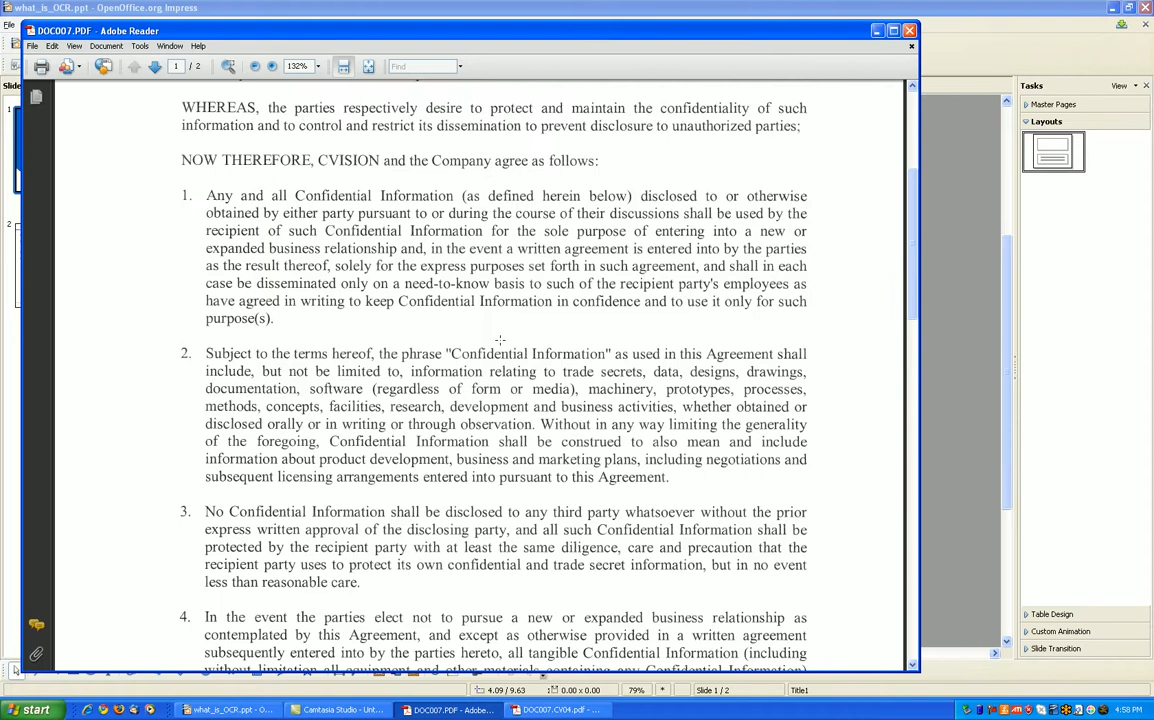 what_is_OCR.ppt - OpenOffice.org Impress
File
DOC007.PDF - Adobe Reader
File Edit View Document Tools Window Help
1 / 2 132% Find
Slide
Tasks View
Master Pages
Layouts
1
2
WHEREAS, the parties respectively desire to protect and maintain the confidentiality of such
information and to control and restrict its dissemination to prevent disclosure to unauthorized parties;
NOW THEREFORE, CVISION and the Company agree as follows:
1. Any and all Confidential Information (as defined herein below) disclosed to or otherwise
obtained by either party pursuant to or during the course of their discussions shall be used by the
recipient of such Confidential Information for the sole purpose of entering into a new or
expanded business relationship and, in the event a written agreement is entered into by the parties
as the result thereof, solely for the express purposes set forth in such agreement, and shall in each
case be disseminated only on a need-to-know basis to such of the recipient party's employees as
have agreed in writing to keep Confidential Information in confidence and to use it only for such
purpose(s).
2. Subject to the terms hereof, the phrase "Confidential Information" as used in this Agreement shall
include, but not be limited to, information relating to trade secrets, data, designs, drawings,
documentation, software (regardless of form or media), machinery, prototypes, processes,
methods, concepts, facilities, research, development and business activities, whether obtained or
disclosed orally or in writing or through observation. Without in any way limiting the generality
of the foregoing, Confidential Information shall be construed to also mean and include
information about product development, business and marketing plans, including negotiations and
subsequent licensing arrangements entered into pursuant to this Agreement.
3. No Confidential Information shall be disclosed to any third party whatsoever without the prior
express written approval of the disclosing party, and all such Confidential Information shall be
protected by the recipient party with at least the same diligence, care and precaution that the
recipient party uses to protect its own confidential and trade secret information, but in no event
less than reasonable care.
4. In the event the parties elect not to pursue a new or expanded business relationship as
contemplated by this Agreement, and except as otherwise provided in a written agreement
subsequently entered into by the parties hereto, all tangible Confidential Information (including
without limitation all equipment and other materials containing any Confidential Information)
Table Design
Custom Animation
Slide Transition
4.09 / 9.63 0.00 x 0.00 79% * Slide 1 / 2 Title1
start what_is_OCR.ppt - O... Camtasia Studio - Unt... DOC007.PDF - Adobe... DOC007.CV04.pdf - ... 4:58 PM